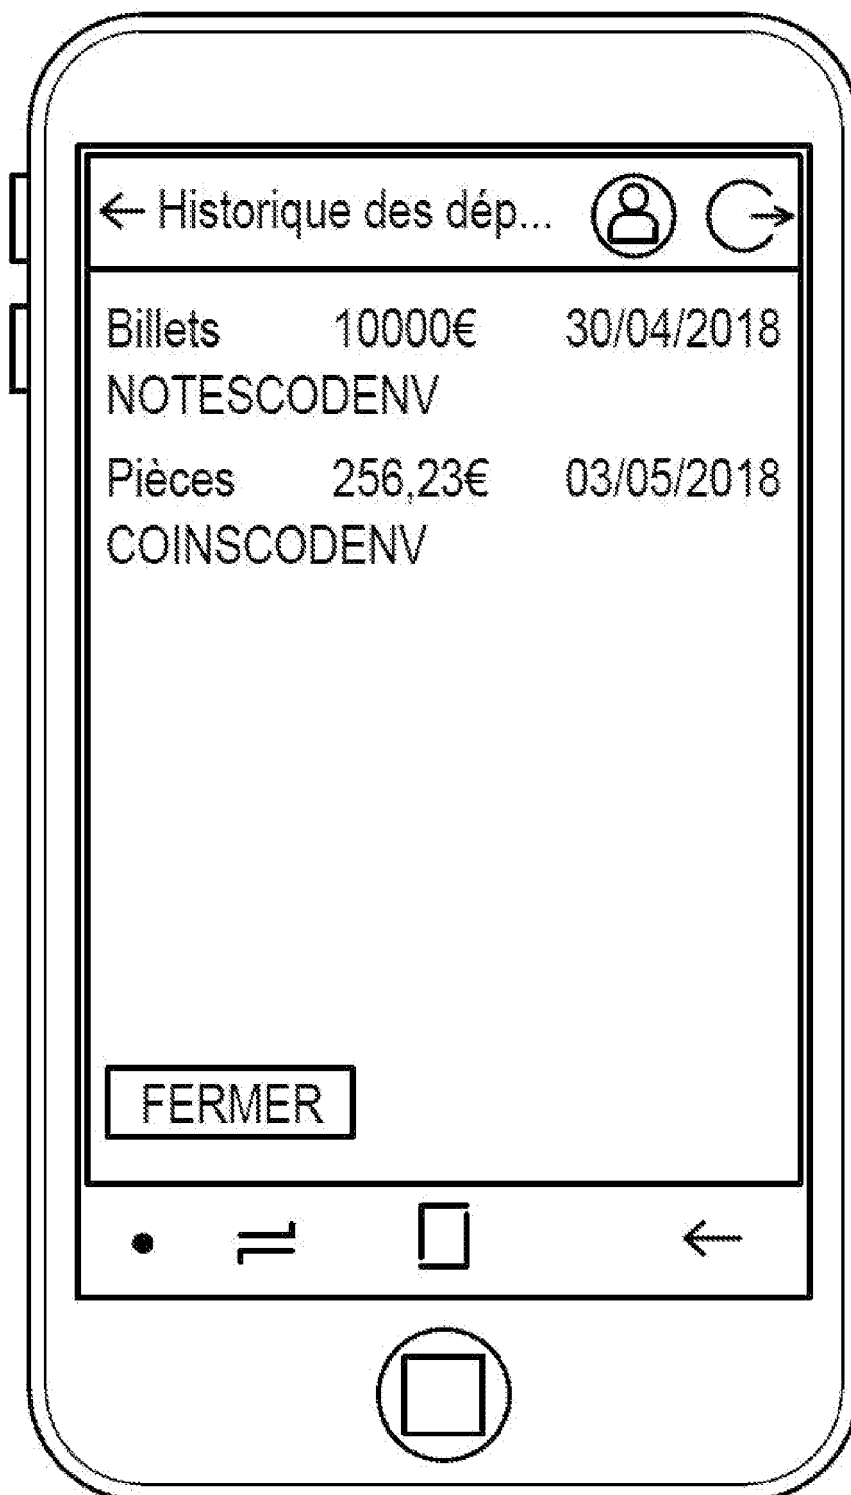 Historique des dép...
Billets 10000€ 30/04/2018
NOTESCODENV
Pièces 256,23€ 03/05/2018
COINSCODENV
FERMER